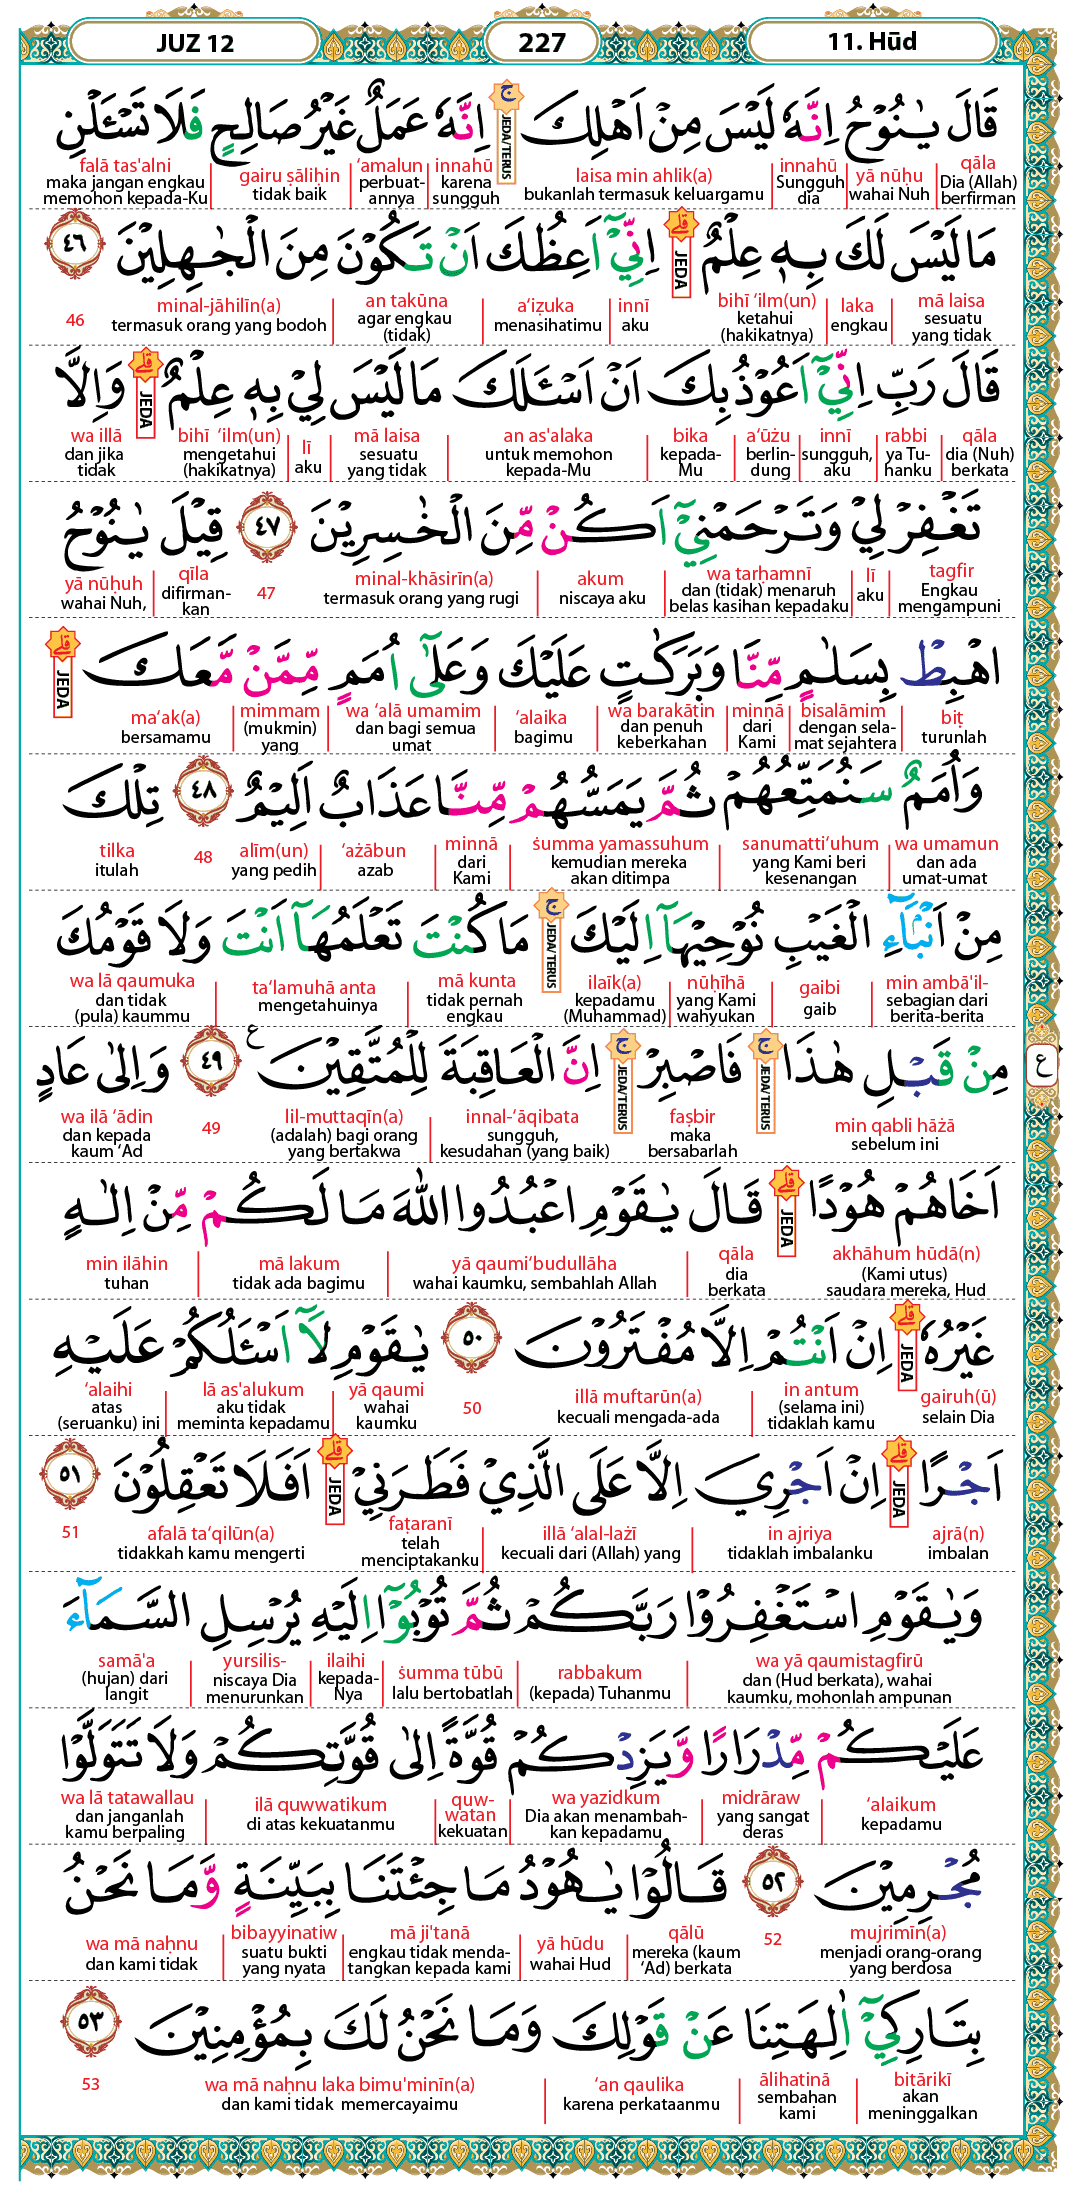 JUZ 12
227
11. Hūd
قَالَ يٰنُوْحُ اِنَّهٗ لَيْسَ مِنْ اَهْلِكَ ۚ اِنَّهٗ عَمَلٌ غَيْرُ صَالِحٍ فَلَا تَسْـَٔلْنِ
JEDA/TERUS
qāla
Dia (Allah)
berfirman
yā nūḥu
wahai Nuh
innahū
Sungguh
dia
laisa min ahlik(a)
bukanlah termasuk keluargamu
innahū
karena
sungguh
‘amalun
perbuat-
annya
gairu ṣāliḥin
tidak baik
falā tas'alni
maka jangan engkau
memohon kepada-Ku
مَا لَيْسَ لَكَ بِهٖ عِلْمٌ ۗ اِنِّيْٓ اَعِظُكَ اَنْ تَكُوْنَ مِنَ الْجٰهِلِيْنَ ٤٦
JEDA
mā laisa
sesuatu
yang tidak
laka
engkau
bihī ‘ilm(un)
ketahui
(hakikatnya)
innī
aku
a‘iẓuka
menasihatimu
an takūna
agar engkau
(tidak)
minal-jāhilīn(a)
termasuk orang yang bodoh
46
قَالَ رَبِّ اِنِّيْٓ اَعُوْذُ بِكَ اَنْ اَسْـَٔلَكَ مَا لَيْسَ لِيْ بِهٖ عِلْمٌ ۗ وَاِلَّا
JEDA
qāla
dia (Nuh)
berkata
rabbi
ya Tu-
hanku
innī
sungguh,
aku
a‘ūżu
berlin-
dung
bika
kepada-
Mu
an as'alaka
untuk memohon
kepada-Mu
mā laisa
sesuatu
yang tidak
lī
aku
bihī ‘ilm(un)
mengetahui
(hakikatnya)
wa illā
dan jika
tidak
تَغْفِرْ لِيْ وَتَرْحَمْنِيْٓ اَكُنْ مِّنَ الْخٰسِرِيْنَ ٤٧ قِيْلَ يٰنُوْحُ
tagfir
Engkau
mengampuni
lī
aku
wa tarḥamnī
dan (tidak) menaruh
belas kasihan kepadaku
akum
niscaya aku
minal-khāsirīn(a)
termasuk orang yang rugi
47
qīla
difirman-
kan
yā nūḥuh
wahai Nuh,
اهْبِطْ بِسَلٰمٍ مِّنَّا وَبَرَكٰتٍ عَلَيْكَ وَعَلٰٓى اُمَمٍ مِّمَّنْ مَّعَكَ ۗ
JEDA
biṭ
turunlah
bisalāmim
dengan sela-
mat sejahtera
minnā
dari
Kami
wa barakātin
dan penuh
keberkahan
‘alaika
bagimu
wa ‘alā umamim
dan bagi semua
umat
mimmam
(mukmin)
yang
ma‘ak(a)
bersamamu
وَاُمَمٌ سَنُمَتِّعُهُمْ ثُمَّ يَمَسُّهُمْ مِّنَّا عَذَابٌ اَلِيْمٌ ٤٨ تِلْكَ
wa umamun
dan ada
umat-umat
sanumatti‘uhum
yang Kami beri
kesenangan
ṡumma yamassuhum
kemudian mereka
akan ditimpa
minnā
dari
Kami
‘ażābun
azab
alīm(un)
yang pedih
48
tilka
itulah
مِنْ اَنْۢبَاۤءِ الْغَيْبِ نُوْحِيْهَآ اِلَيْكَ ۚ مَا كُنْتَ تَعْلَمُهَآ اَنْتَ وَلَا قَوْمُكَ
JEDA/TERUS
min ambā'il-
sebagian dari
berita-berita
gaibi
gaib
nūḥīhā
yang Kami
wahyukan
ilaīk(a)
kepadamu
(Muhammad)
mā kunta
tidak pernah
engkau
ta‘lamuhā anta
mengetahuinya
wa lā qaumuka
dan tidak
(pula) kaummu
مِنْ قَبْلِ هٰذَا ۚ فَاصْبِرْ ۚ اِنَّ الْعَاقِبَةَ لِلْمُتَّقِيْنَ ع ٤٩ وَاِلٰى عَادٍ
JEDA/TERUS
JEDA/TERUS
ع
min qabli hāżā
sebelum ini
faṣbir
maka
bersabarlah
innal-‘āqibata
sungguh,
kesudahan (yang baik)
lil-muttaqīn(a)
(adalah) bagi orang
yang bertakwa
49
wa ilā ‘ādin
dan kepada
kaum ‘Ad
اَخَاهُمْ هُوْدًا ۗ قَالَ يٰقَوْمِ اعْبُدُوا اللّٰهَ مَا لَكُمْ مِّنْ اِلٰهٍ
JEDA
akhāhum hūdā(n)
(Kami utus)
saudara mereka, Hud
qāla
dia
berkata
yā qaumi‘budullāha
wahai kaumku, sembahlah Allah
mā lakum
tidak ada bagimu
min ilāhin
tuhan
غَيْرُهٗ ۗ اِنْ اَنْتُمْ اِلَّا مُفْتَرُوْنَ ٥٠ يٰقَوْمِ لَآ اَسْـَٔلُكُمْ عَلَيْهِ
JEDA
gairuh(ū)
selain Dia
in antum
(selama ini)
tidaklah kamu
illā muftarūn(a)
kecuali mengada-ada
50
yā qaumi
wahai
kaumku
lā as'alukum
aku tidak
meminta kepadamu
‘alaihi
atas
(seruanku) ini
اَجْرًا ۗ اِنْ اَجْرِيَ اِلَّا عَلَى الَّذِيْ فَطَرَنِيْ ۗ اَفَلَا تَعْقِلُوْنَ ٥١
JEDA
JEDA
ajrā(n)
imbalan
in ajriya
tidaklah imbalanku
illā ‘alal-lażī
kecuali dari (Allah) yang
faṭaranī
telah
menciptakanku
afalā ta‘qilūn(a)
tidakkah kamu mengerti
51
وَيٰقَوْمِ اسْتَغْفِرُوْا رَبَّكُمْ ثُمَّ تُوْبُوْٓا اِلَيْهِ يُرْسِلِ السَّمَاۤءَ
wa yā qaumistagfirū
dan (Hud berkata), wahai
kaumku, mohonlah ampunan
rabbakum
(kepada) Tuhanmu
ṡumma tūbū
lalu bertobatlah
ilaihi
kepada-
Nya
yursilis-
niscaya Dia
menurunkan
samā'a
(hujan) dari
langit
عَلَيْكُمْ مِّدْرَارًا وَّيَزِدْكُمْ قُوَّةً اِلٰى قُوَّتِكُمْ وَلَا تَتَوَلَّوْا
‘alaikum
kepadamu
midrāraw
yang sangat
deras
wa yazidkum
Dia akan menambah-
kan kepadamu
quw-
watan
kekuatan
ilā quwwatikum
di atas kekuatanmu
wa lā tatawallau
dan janganlah
kamu berpaling
مُجْرِمِيْنَ ٥٢ قَالُوْا يٰهُوْدُ مَا جِئْتَنَا بِبَيِّنَةٍ وَّمَا نَحْنُ
mujrimīn(a)
menjadi orang-orang
yang berdosa
52
qālū
mereka (kaum
‘Ad) berkata
yā hūdu
wahai Hud
mā ji'tanā
engkau tidak menda-
tangkan kepada kami
bibayyinatiw
suatu bukti
yang nyata
wa mā naḥnu
dan kami tidak
بِتَارِكِيْٓ اٰلِهَتِنَا عَنْ قَوْلِكَ وَمَا نَحْنُ لَكَ بِمُؤْمِنِيْنَ ٥٣
bitārikī
akan
meninggalkan
ālihatinā
sembahan
kami
‘an qaulika
karena perkataanmu
wa mā naḥnu laka bimu'minīn(a)
dan kami tidak memercayaimu
53